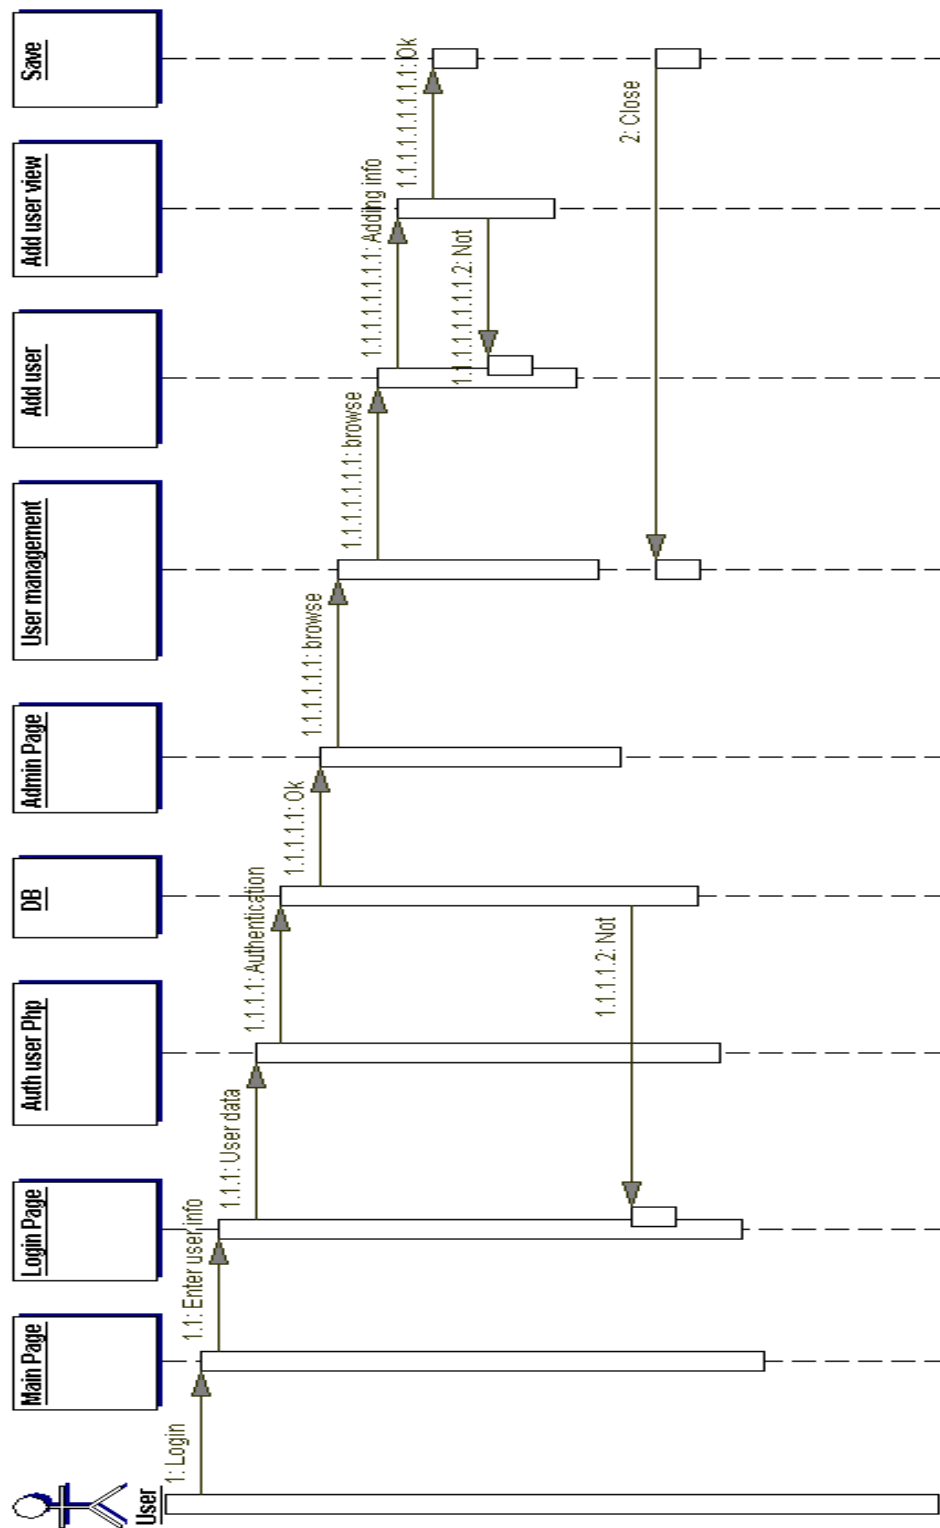 User
Main Page
Login Page
Auth user Php
DB
Admin Page
User management
Add user
Add user view
Save
1: Login
1.1: Enter user info
1.1.1: User data
1.1.1.1: Authentication
1.1.1.1.1: Ok
1.1.1.1.1.1: browse
1.1.1.1.1.1.1: browse
1.1.1.1.1.1.1.1: Adding info
1.1.1.1.1.1.1.1.1: Ok
1.1.1.1.1.1.1.1.2: Not
1.1.1.1.2: Not
2: Close